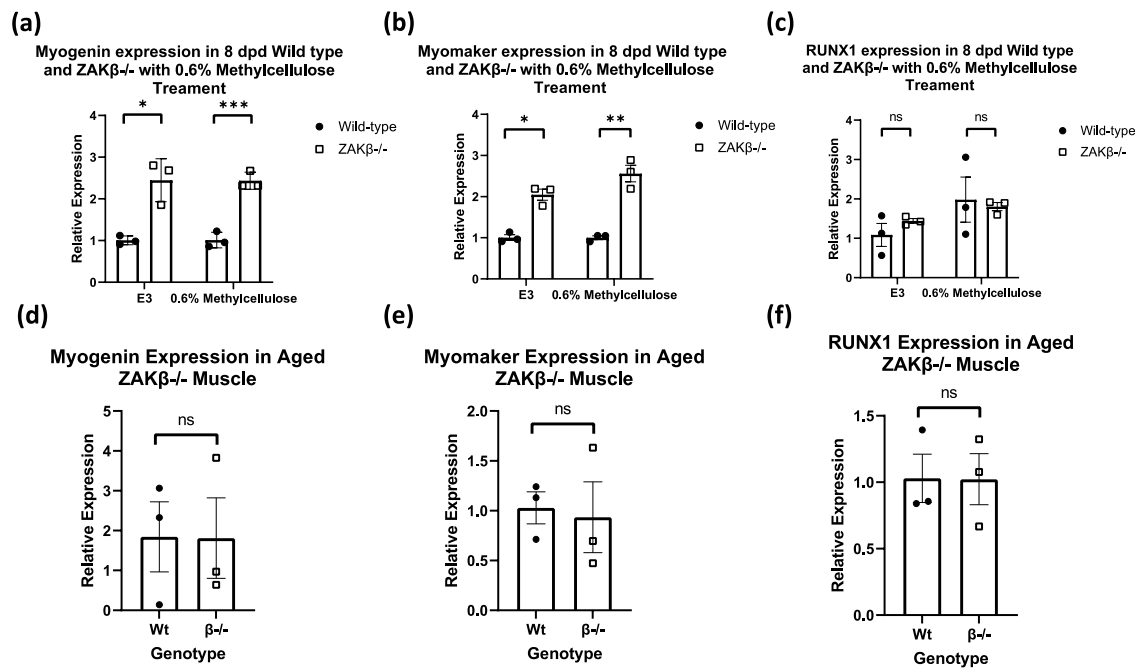 (a)
Myogenin expression in 8 dpd Wild type
and ZAKβ-/- with 0.6% Methylcellulose
Treament
* ***
Wild-type
ZAKβ-/-
Relative Expression
4
3
2
1
0
E3 0.6% Methylcellulose
(b)
Myomaker expression in 8 dpd Wild type
and ZAKβ-/- with 0.6% Methylcellulose
Treament
* **
Wild-type
ZAKβ-/-
Relative Expression
4
3
2
1
0
E3 0.6% Methylcellulose
(c)
RUNX1 expression in 8 dpd Wild type
and ZAKβ-/- with 0.6% Methylcellulose
Treament
ns ns
Wild-type
ZAKβ-/-
Relative Expression
4
3
2
1
0
E3 0.6% Methylcellulose
(d)
Myogenin Expression in Aged
ZAKβ-/- Muscle
ns
Relative Expression
5
4
3
2
1
0
Wt β-/-
Genotype
(e)
Myomaker Expression in Aged
ZAKβ-/- Muscle
ns
Relative Expression
2.0
1.5
1.0
0.5
0.0
Wt β-/-
Genotype
(f)
RUNX1 Expression in Aged
ZAKβ-/- Muscle
ns
Relative Expression
1.5
1.0
0.5
0.0
Wt β-/-
Genotype